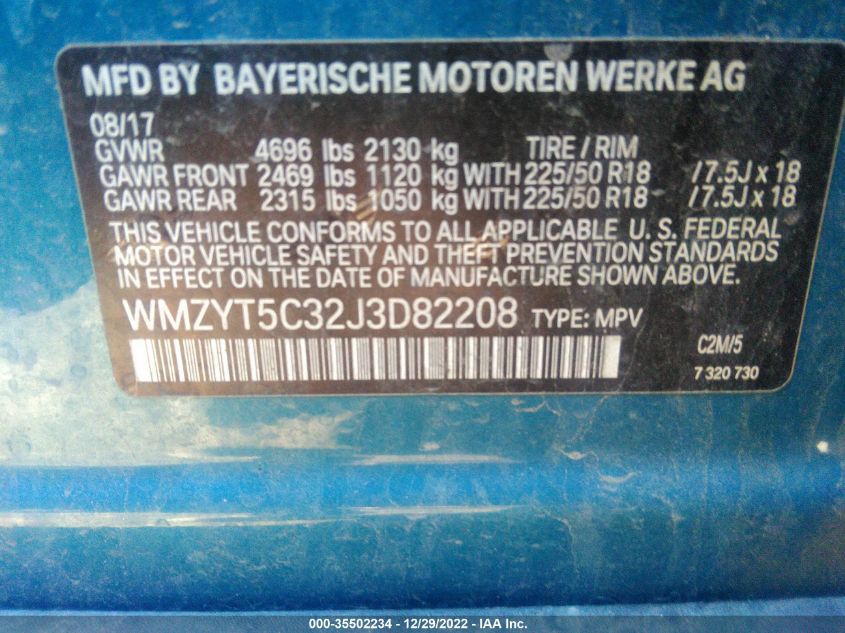 MFD BY BAYERISCHE MOTOREN WERKE AG
08/17
GVWR 4696 lbs 2130 kg TIRE / RIM
GAWR FRONT 2469 lbs 1120 kg WITH 225/50 R18 / 7.5J x 18
GAWR REAR 2315 lbs 1050 kg WITH 225/50 R18 / 7.5J x 18
THIS VEHICLE CONFORMS TO ALL APPLICABLE U. S. FEDERAL
MOTOR VEHICLE SAFETY AND THEFT PREVENTION STANDARDS
IN EFFECT ON THE DATE OF MANUFACTURE SHOWN ABOVE.
WMZYT5C32J3D82208 TYPE: MPV
C2M/5
7 320 730
000-35502234 - 12/29/2022 - IAA Inc.